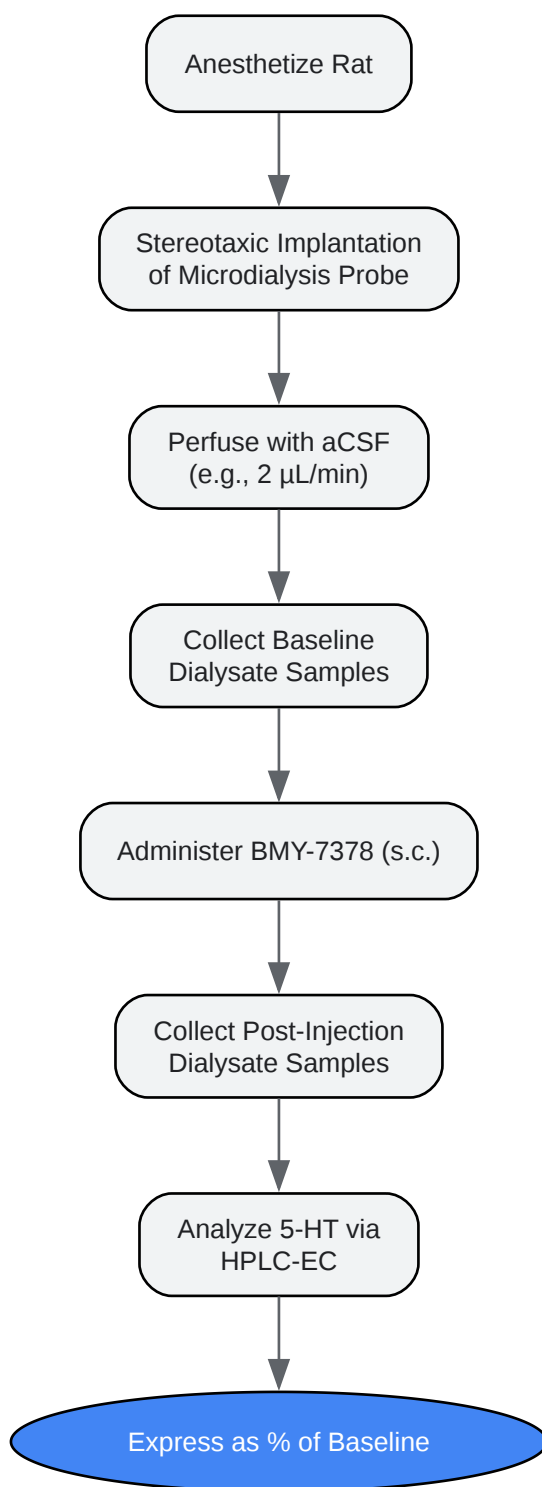 Anesthetize Rat
Stereotaxic Implantation
of Microdialysis Probe
Perfuse with aCSF
(e.g., 2 µL/min)
Collect Baseline
Dialysate Samples
Administer BMY-7378 (s.c.)
Collect Post-Injection
Dialysate Samples
Analyze 5-HT via
HPLC-EC
Express as % of Baseline